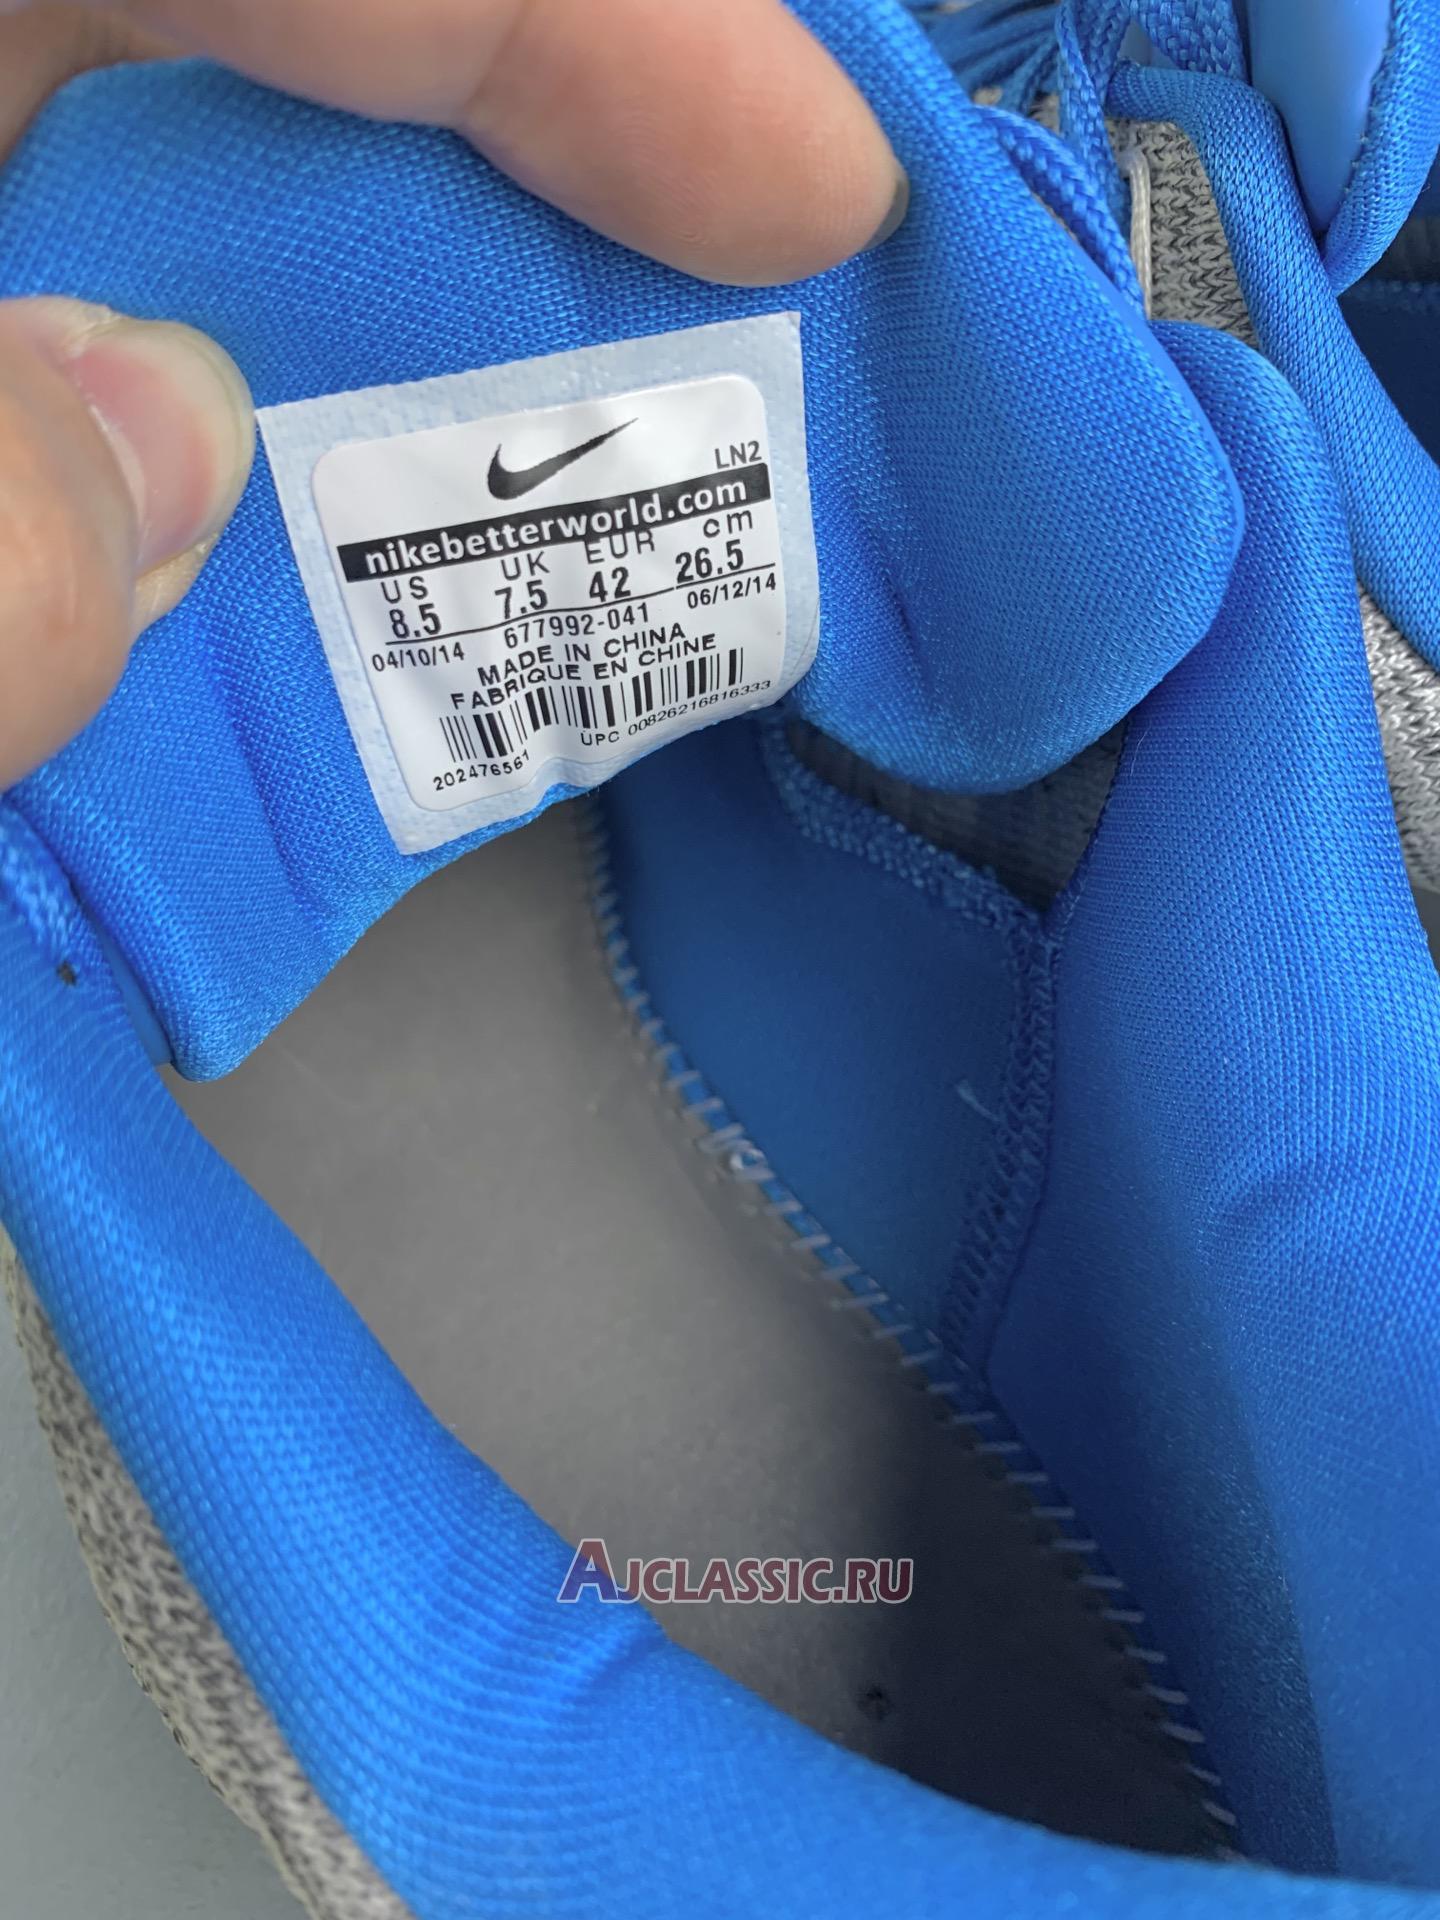 LN2
nikebetterworld.com
US UK EUR cm
8.5 7.5 42 26.5
04/10/14 677992-041 06/12/14
MADE IN CHINA
FABRIQUE EN CHINE
202476561 UPC 00826216816333
AJCLASSIC.RU